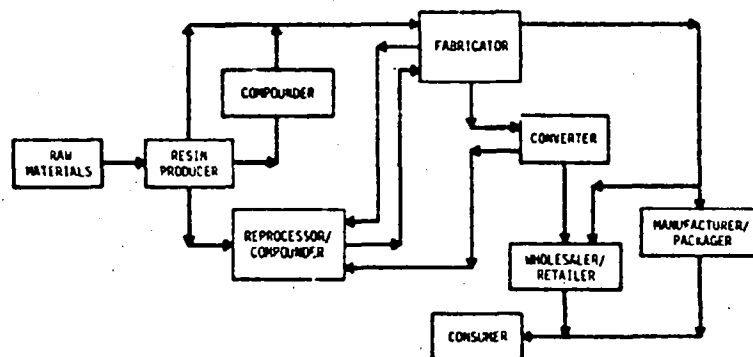 FABRICATOR
COMPOUNDER
CONVERTER
RAW
MATERIALS
RESIN
PRODUCER
REPROCESSOR/
COMPOUNDER
MANUFACTURER/
PACKAGER
WHOLESALER/
RETAILER
CONSUMER